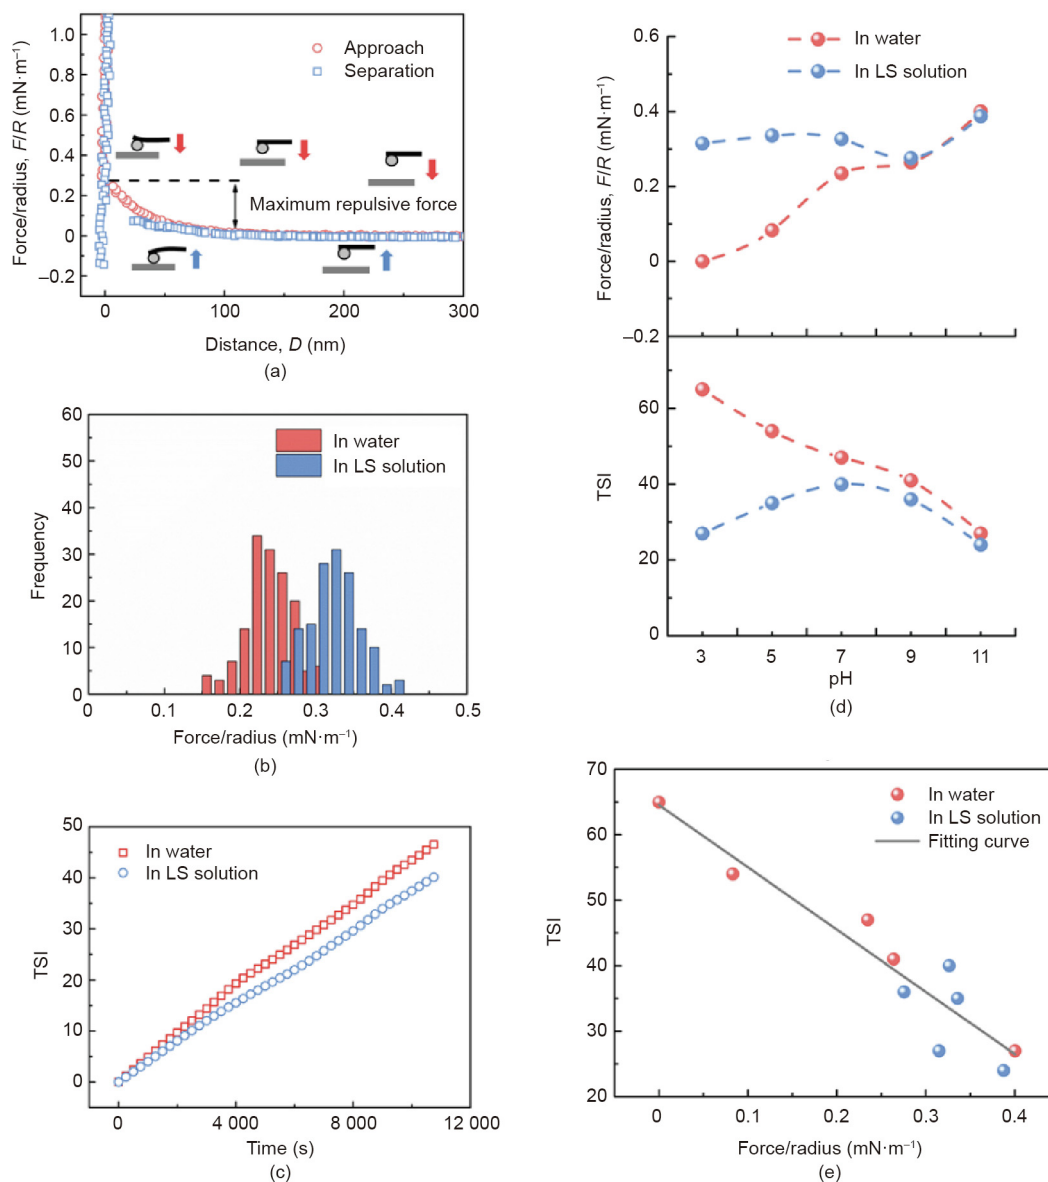 Force/radius, F/R (mN·m⁻¹)
1.0
0.8
0.6
0.4
0.2
0
–0.2
Approach
Separation
Maximum repulsive force
0
100
200
300
Distance, D (nm)
(a)
Frequency
60
50
40
30
20
10
0
In water
In LS solution
0
0.1
0.2
0.3
0.4
0.5
Force/radius (mN·m⁻¹)
(b)
TSI
50
40
30
20
10
0
In water
In LS solution
0
4 000
8 000
12 000
Time (s)
(c)
Force/radius, F/R (mN·m⁻¹)
0.6
0.4
0.2
0
–0.2
In water
In LS solution
TSI
60
40
20
0
3
5
7
9
11
pH
(d)
TSI
70
60
50
40
30
20
In water
In LS solution
Fitting curve
0
0.1
0.2
0.3
0.4
Force/radius (mN·m⁻¹)
(e)